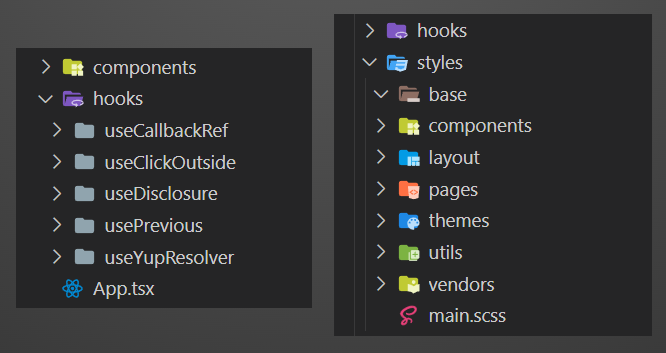 components
hooks
useCallbackRef
useClickOutside
useDisclosure
usePrevious
useYupResolver
App.tsx
hooks
styles
base
components
layout
pages
themes
utils
vendors
main.scss